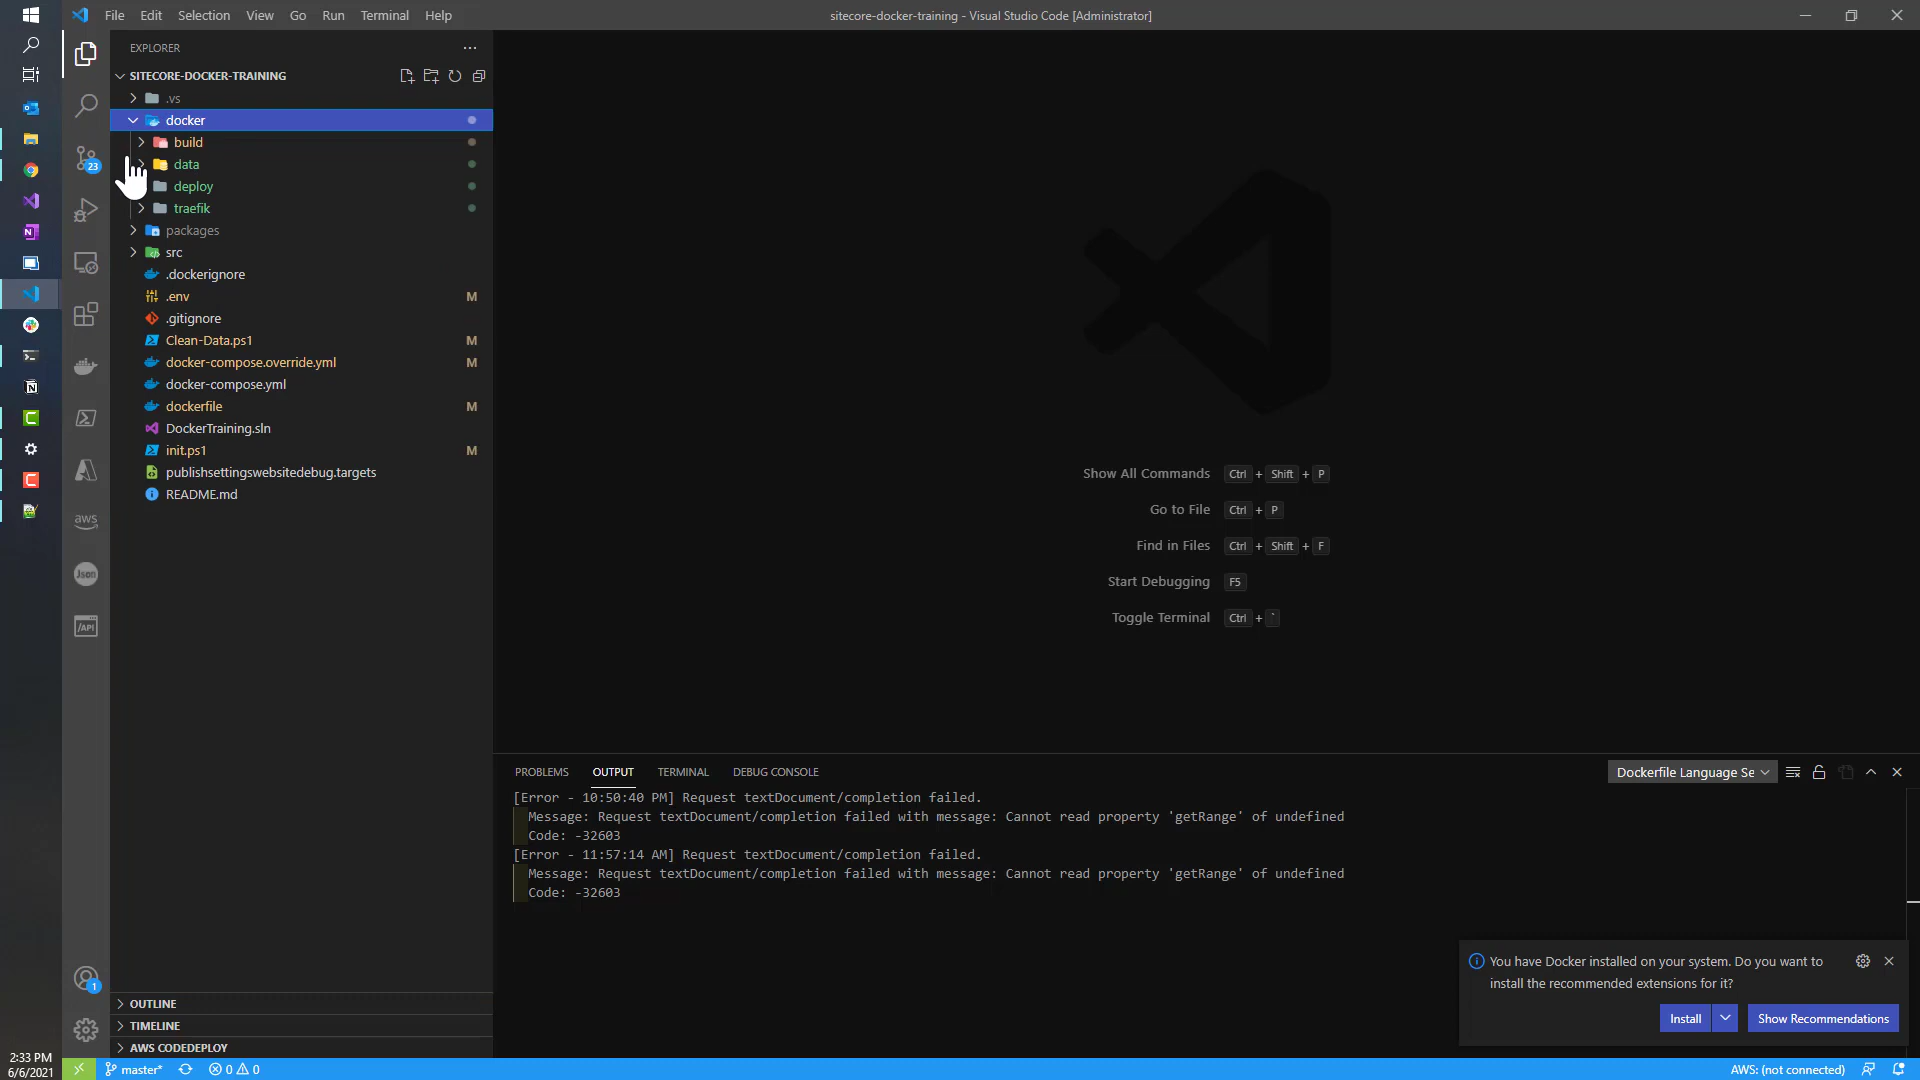 File Edit Selection View Go Run Terminal Help
sitecore-docker-training - Visual Studio Code [Administrator]
EXPLORER
SITECORE-DOCKER-TRAINING
.vs
docker
build
data
deploy
traefik
packages
src
.dockerignore
.env M
.gitignore
Clean-Data.ps1 M
docker-compose.override.yml M
docker-compose.yml
dockerfile M
DockerTraining.sln
init.ps1 M
publishsettingswebsitedebug.targets
README.md
23
aws
Json
/API
1
Show All Commands Ctrl + Shift + P
Go to File Ctrl + P
Find in Files Ctrl + Shift + F
Start Debugging F5
Toggle Terminal Ctrl + `
PROBLEMS OUTPUT TERMINAL DEBUG CONSOLE
Dockerfile Language Se
[Error - 10:50:40 PM] Request textDocument/completion failed.
Message: Request textDocument/completion failed with message: Cannot read property 'getRange' of undefined
Code: -32603
[Error - 11:57:14 AM] Request textDocument/completion failed.
Message: Request textDocument/completion failed with message: Cannot read property 'getRange' of undefined
Code: -32603
You have Docker installed on your system. Do you want to
install the recommended extensions for it?
Install
Show Recommendations
OUTLINE
TIMELINE
AWS CODEDEPLOY
2:33 PM
6/6/2021
master* 0 0
AWS: (not connected)